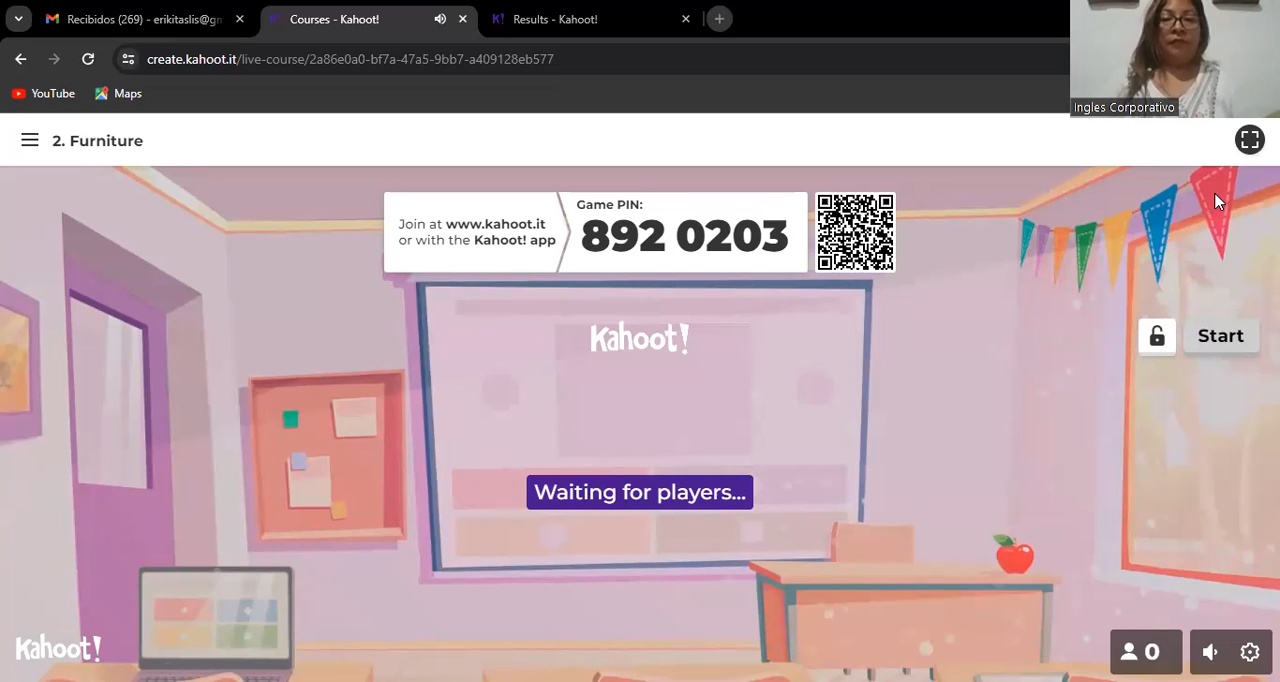 Recibidos (269) - erikitaslis@gm
Courses - Kahoot!
K! Results - Kahoot!
create.kahoot.it/live-course/2a86e0a0-bf7a-47a5-9bb7-a409128eb577
YouTube
Maps
Ingles Corporativo
2. Furniture
Join at www.kahoot.it
or with the Kahoot! app
Game PIN:
892 0203
Kahoot!
Start
Waiting for players...
Kahoot!
0